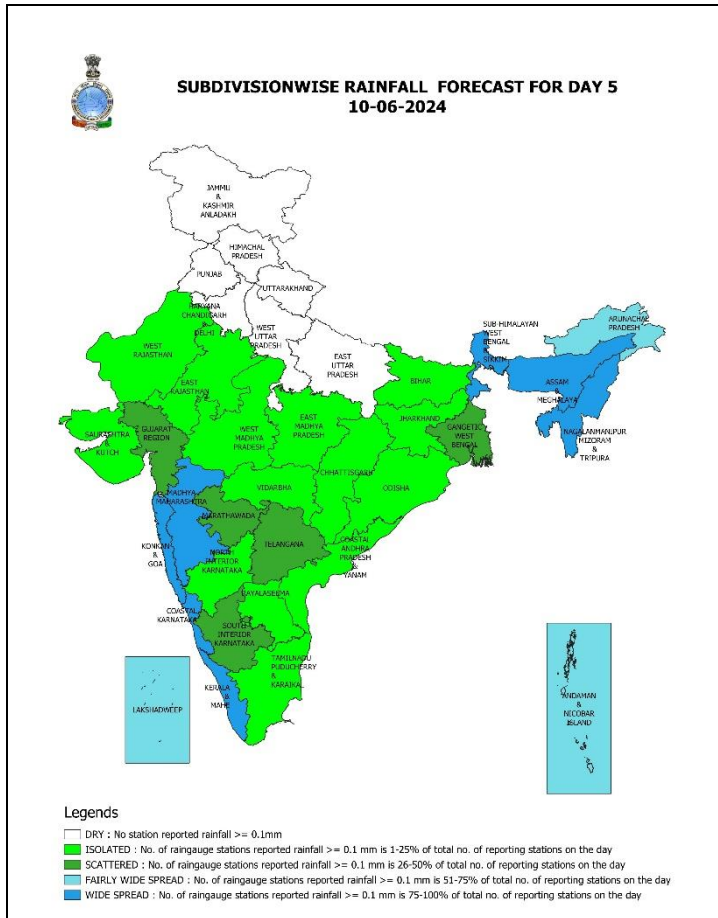 SUBDIVISIONWISE RAINFALL FORECAST FOR DAY 5
10-06-2024
JAMMU
&
KASHMIR
ANLADAKH
HIMACHAL
PRADESH
PUNJAB
UTTARAKHAND
HARYANA
CHANDIGARH
&
DELHI
WEST
UTTAR
PRADESH
EAST
UTTAR
PRADESH
WEST
RAJASTHAN
EAST
RAJASTHAN
SUB-HIMALAYAN
WEST
BENGAL
&
SIKKIM
ARUNACHAL
PRADESH
ASSAM
&
MEGHALAYA
NAGALANMANIPUR
MIZORAM
&
TRIPURA
BIHAR
JHARKHAND
GANGETIC
WEST
BENGAL
GUJARAT
REGION
SAURASHTRA
&
KUTCH
WEST
MADHYA
PRADESH
EAST
MADHYA
PRADESH
CHHATTISGARH
ODISHA
VIDARBHA
MADHYA
MAHARASHTRA
MARATHAWADA
KONKAN
&
GOA
TELANGANA
COASTAL
ANDHRA
PRADESH
&
YANAM
NORTH
INTERIOR
KARNATAKA
RAYALASEEMA
COASTAL
KARNATAKA
SOUTH
INTERIOR
KARNATAKA
TAMILNADU
PUDUCHERRY
&
KARAIKAL
KERALA
&
MAHE
LAKSHADWEEP
ANDAMAN
&
NICOBAR
ISLAND
Legends
DRY : No station reported rainfall >= 0.1mm
ISOLATED : No. of raingauge stations reported rainfall >= 0.1 mm is 1-25% of total no. of reporting stations on the day
SCATTERED : No. of raingauge stations reported rainfall >= 0.1 mm is 26-50% of total no. of reporting stations on the day
FAIRLY WIDE SPREAD : No. of raingauge stations reported rainfall >= 0.1 mm is 51-75% of total no. of reporting stations on the day
WIDE SPREAD : No. of raingauge stations reported rainfall >= 0.1 mm is 75-100% of total no. of reporting stations on the day